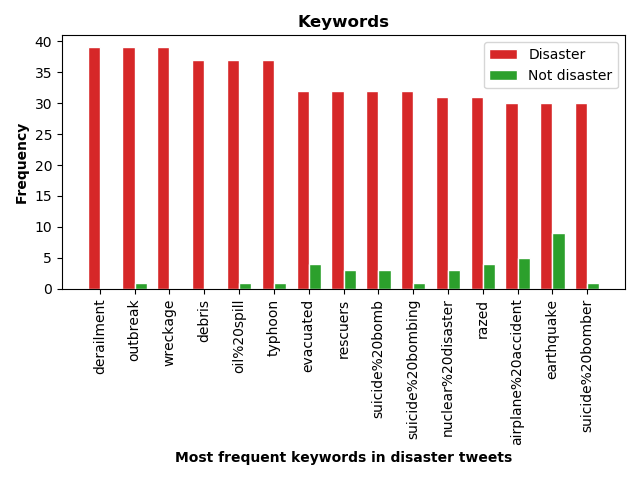 Keywords
Disaster
Not disaster
Frequency
40
35
30
25
20
15
10
5
0
derailment
outbreak
wreckage
debris
oil%20spill
typhoon
evacuated
rescuers
suicide%20bomb
suicide%20bombing
nuclear%20disaster
razed
airplane%20accident
earthquake
suicide%20bomber
Most frequent keywords in disaster tweets